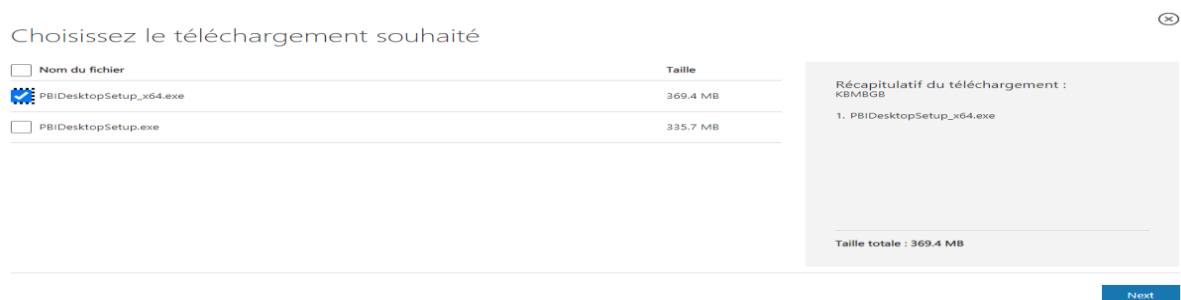 Choisissez le téléchargement souhaité
Nom du fichier Taille
PBIDesktopSetup_x64.exe 369.4 MB
PBIDesktopSetup.exe 335.7 MB
Récapitulatif du téléchargement :
KBMBGB
1. PBIDesktopSetup_x64.exe
Taille totale : 369.4 MB
Next